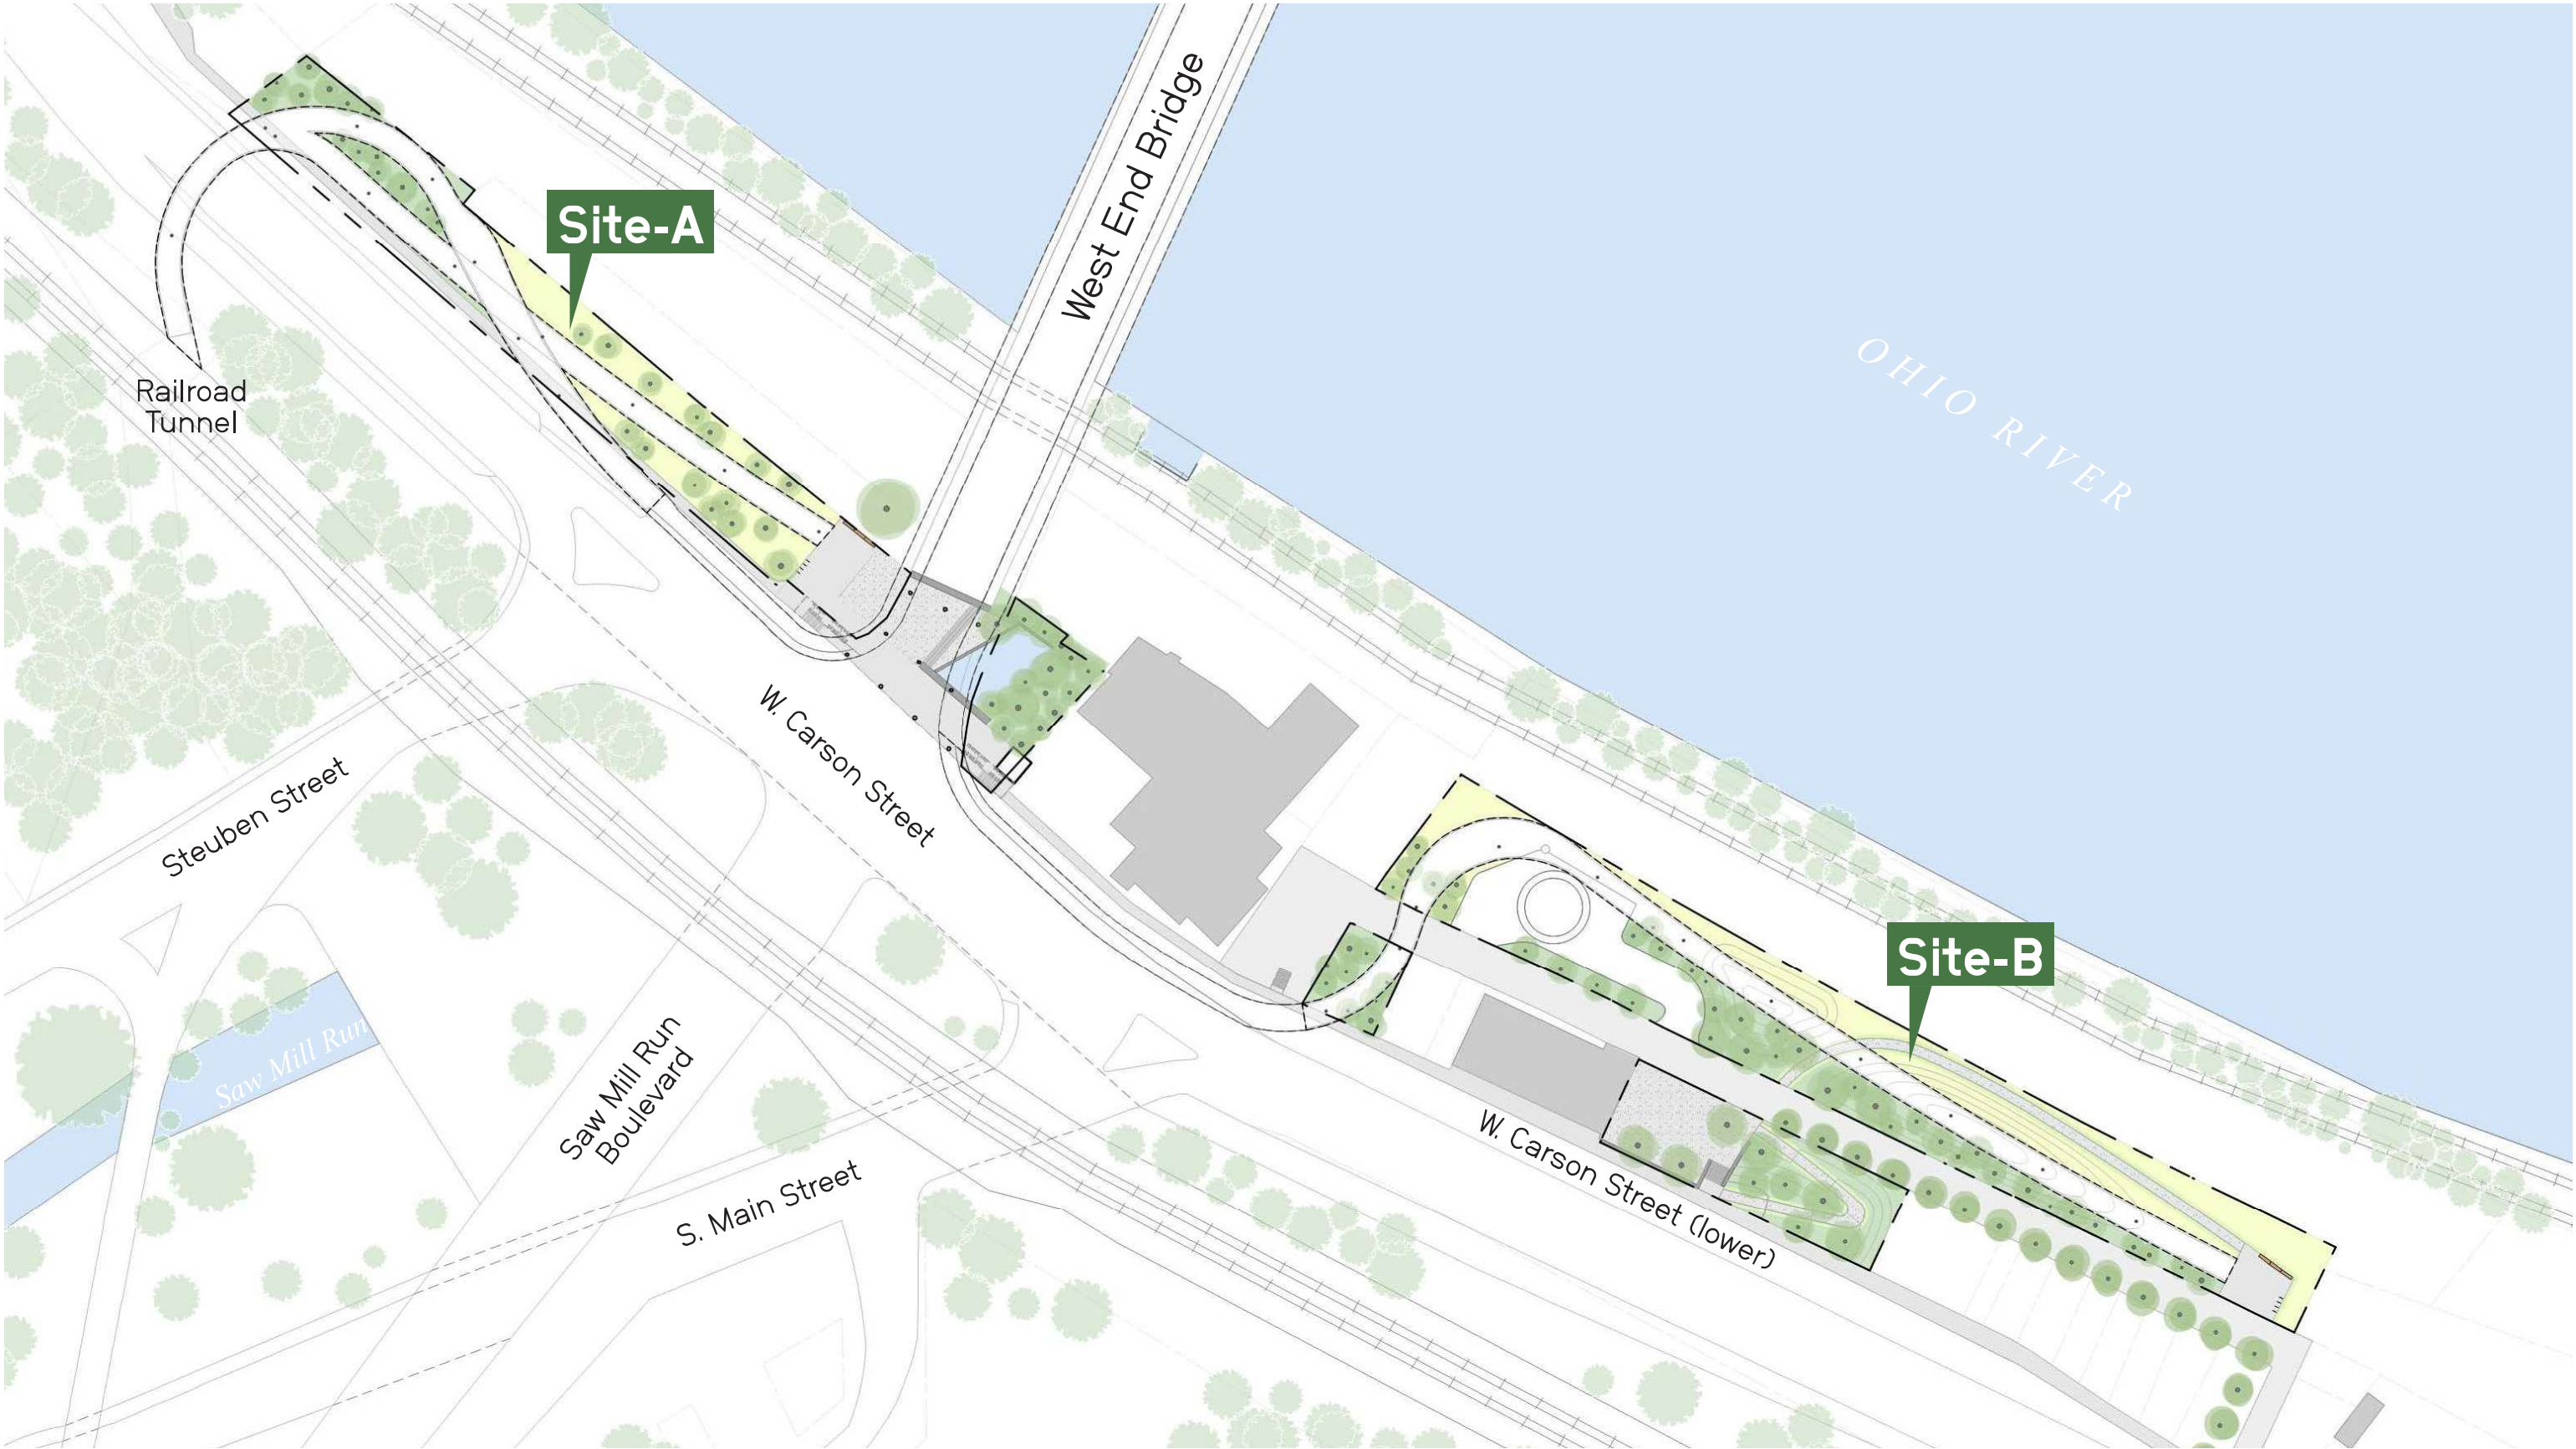 West End Bridge
Site-A
OHIO RIVER
Railroad
Tunnel
W. Carson Street
Steuben Street
Site-B
Saw Mill Run
Saw Mill Run
Boulevard
W. Carson Street (lower)
S. Main Street